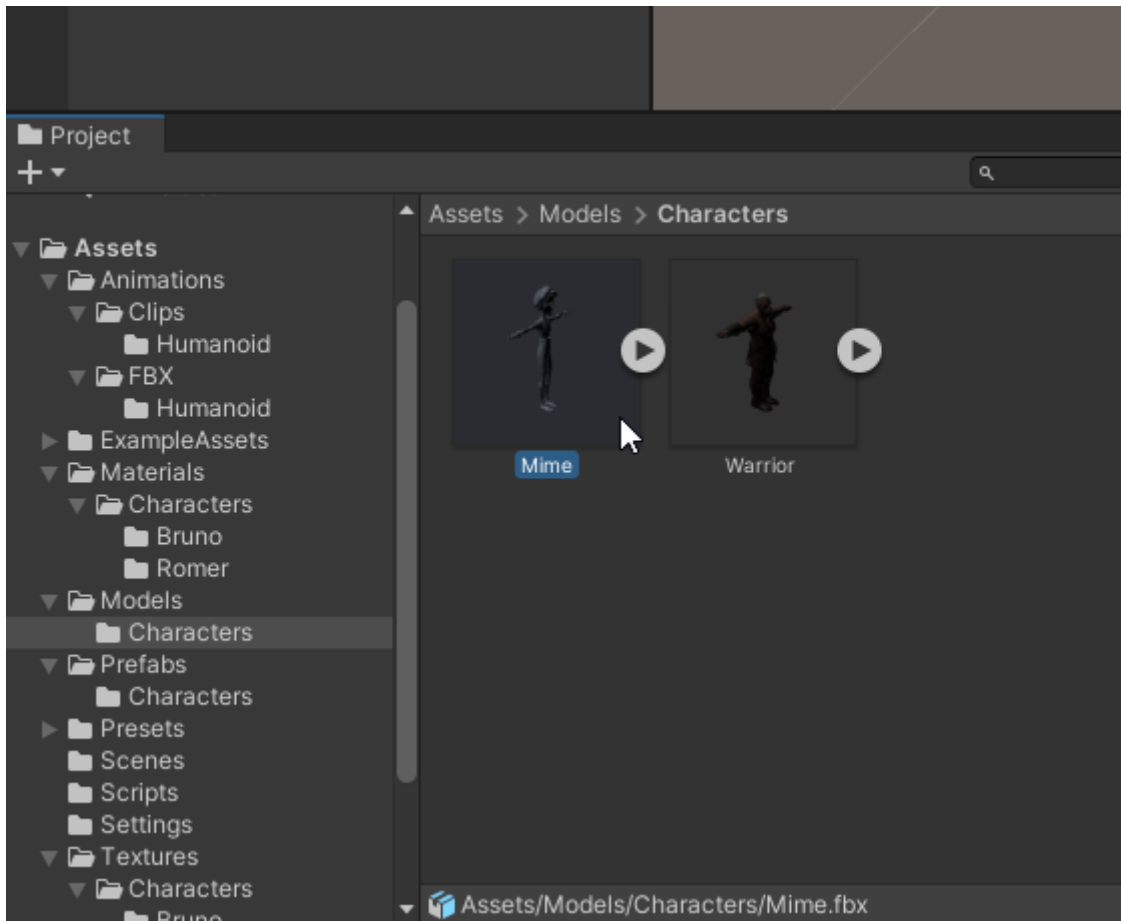 Project
Assets > Models > Characters
Assets
Animations
Clips
Humanoid
FBX
Humanoid
ExampleAssets
Materials
Characters
Bruno
Romer
Models
Characters
Prefabs
Characters
Presets
Scenes
Scripts
Settings
Textures
Characters
Bruno
Mime
Warrior
Assets/Models/Characters/Mime.fbx